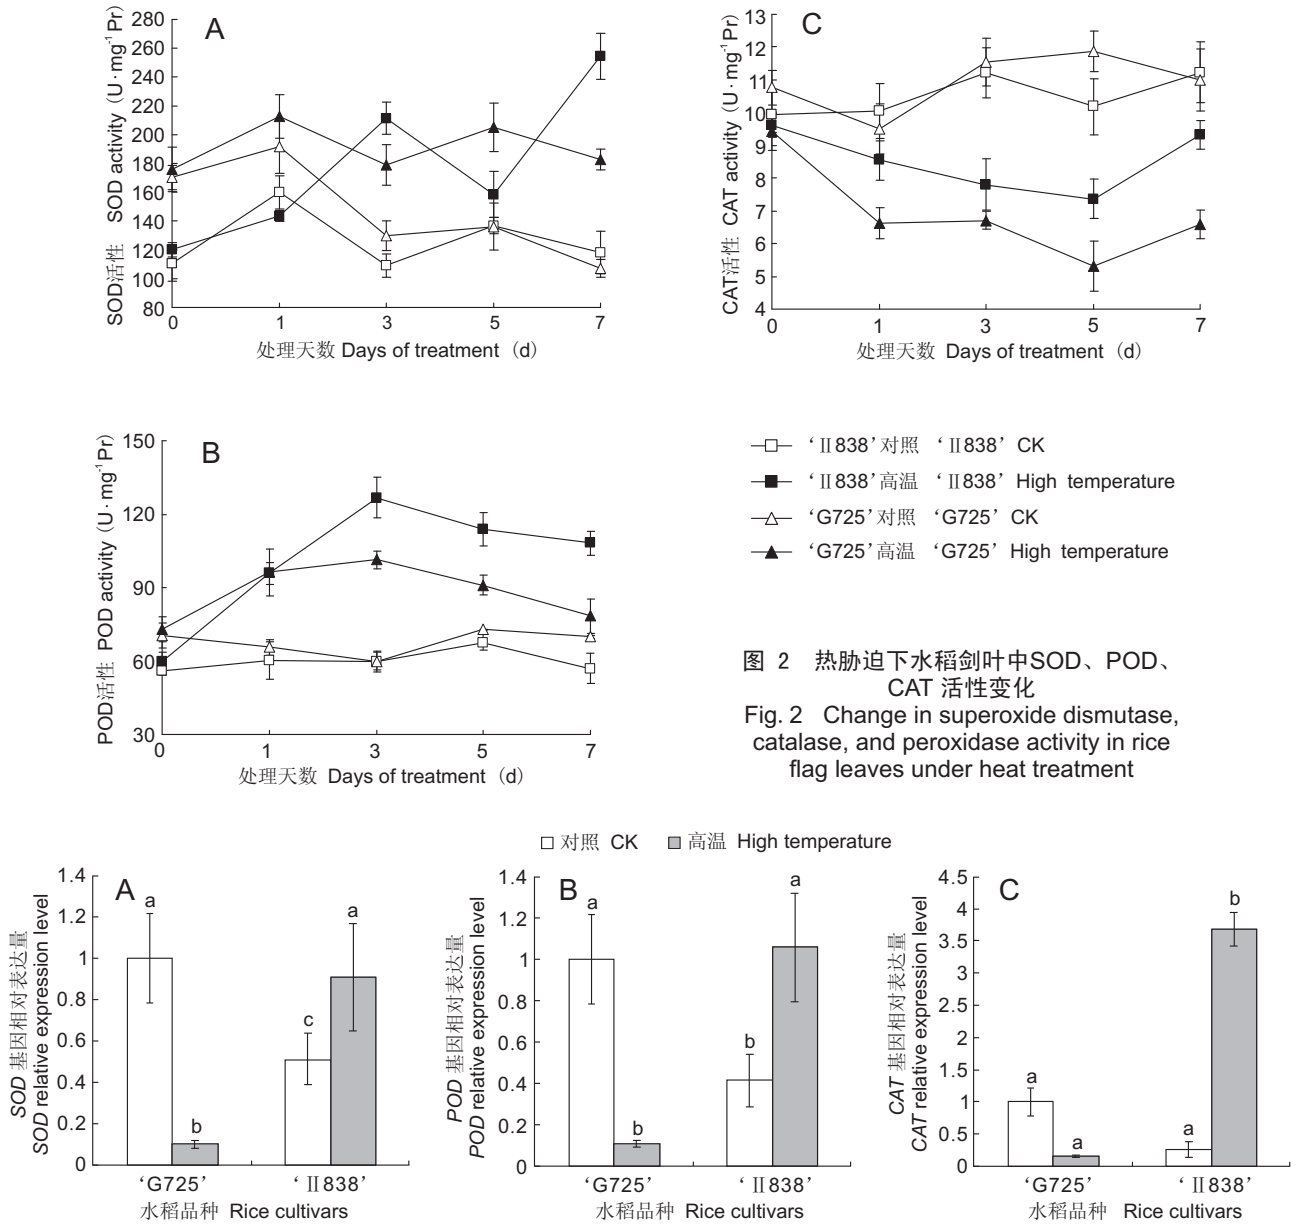 A
SOD活性 SOD activity (U·mg⁻¹Pr)
280
260
240
220
200
180
160
140
120
100
80
0 1 3 5 7
处理天数 Days of treatment (d)
C
CAT活性 CAT activity (U·mg⁻¹Pr)
13
12
11
10
9
8
7
6
5
4
0 1 3 5 7
处理天数 Days of treatment (d)
B
POD活性 POD activity (U·mg⁻¹Pr)
150
120
90
60
30
0 1 3 5 7
处理天数 Days of treatment (d)
‘Ⅱ838’对照 ‘Ⅱ838’ CK
‘Ⅱ838’高温 ‘Ⅱ838’ High temperature
‘G725’对照 ‘G725’ CK
‘G725’高温 ‘G725’ High temperature
图 2 热胁迫下水稻剑叶中SOD、POD、
CAT 活性变化
Fig. 2 Change in superoxide dismutase,
catalase, and peroxidase activity in rice
flag leaves under heat treatment
对照 CK 高温 High temperature
A
SOD 基因相对表达量
SOD relative expression level
1.4
1.2
1
0.8
0.6
0.4
0.2
0
a
b
c
a
‘G725’ ‘Ⅱ838’
水稻品种 Rice cultivars
B
POD 基因相对表达量
POD relative expression level
1.4
1.2
1
0.8
0.6
0.4
0.2
0
a
b
b
a
‘G725’ ‘Ⅱ838’
水稻品种 Rice cultivars
C
CAT 基因相对表达量
CAT relative expression level
4.5
4
3.5
3
2.5
2
1.5
1
0.5
0
a
a
a
b
‘G725’ ‘Ⅱ838’
水稻品种 Rice cultivars